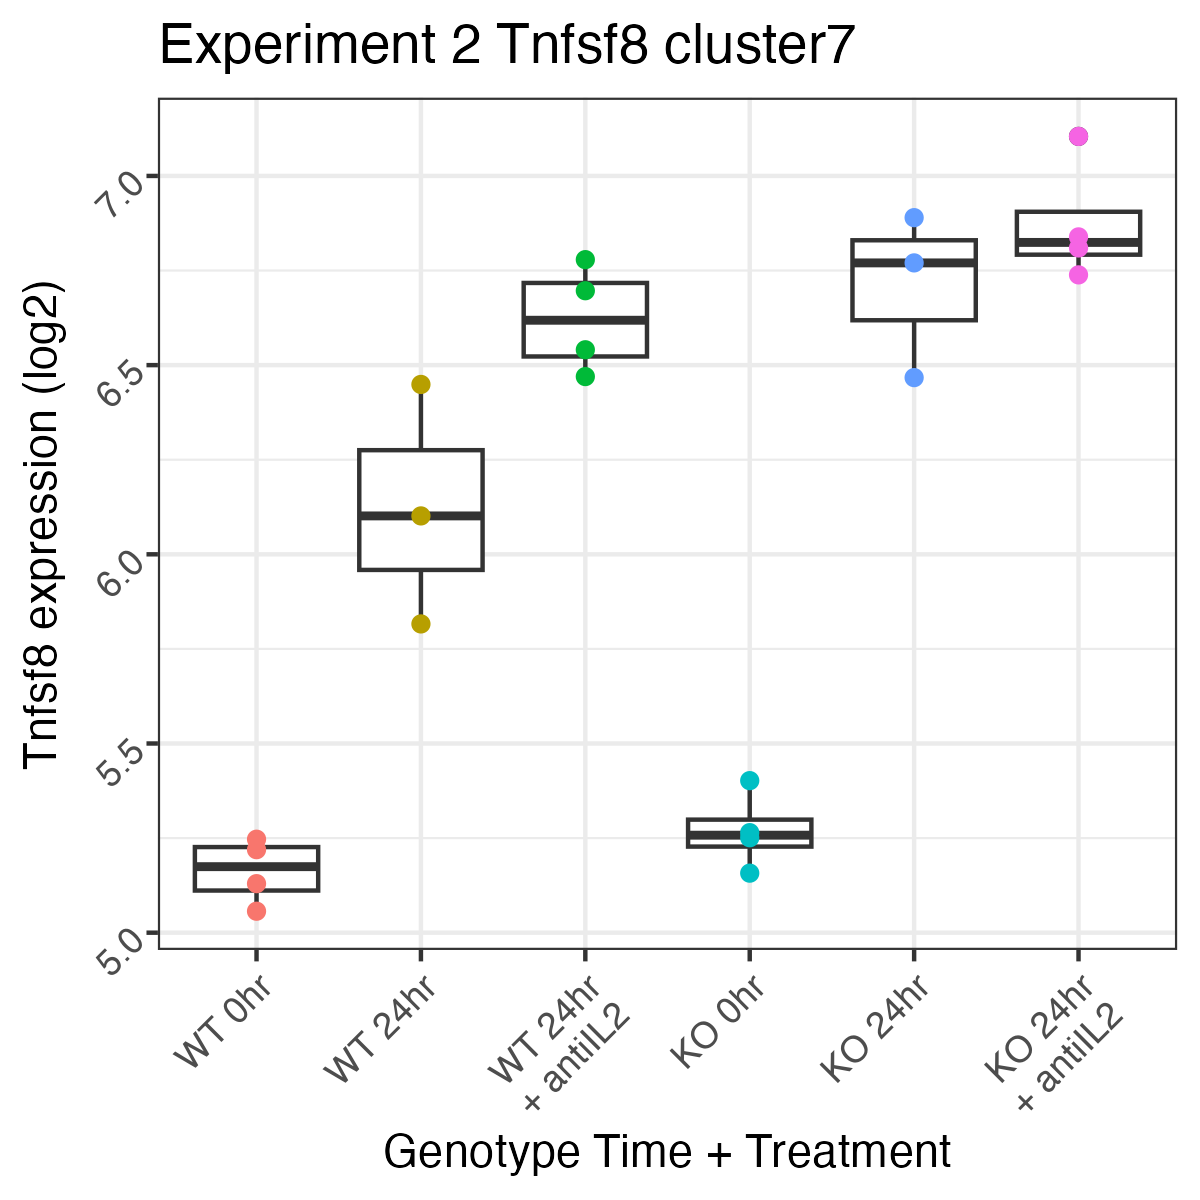 Experiment 2 Tnfsf8 cluster7
Tnfsf8 expression (log2)
7.0
6.5
6.0
5.5
5.0
WT 0hr
WT 24hr
WT 24hr
+ antiIL2
KO 0hr
KO 24hr
KO 24hr
+ antiIL2
Genotype Time + Treatment